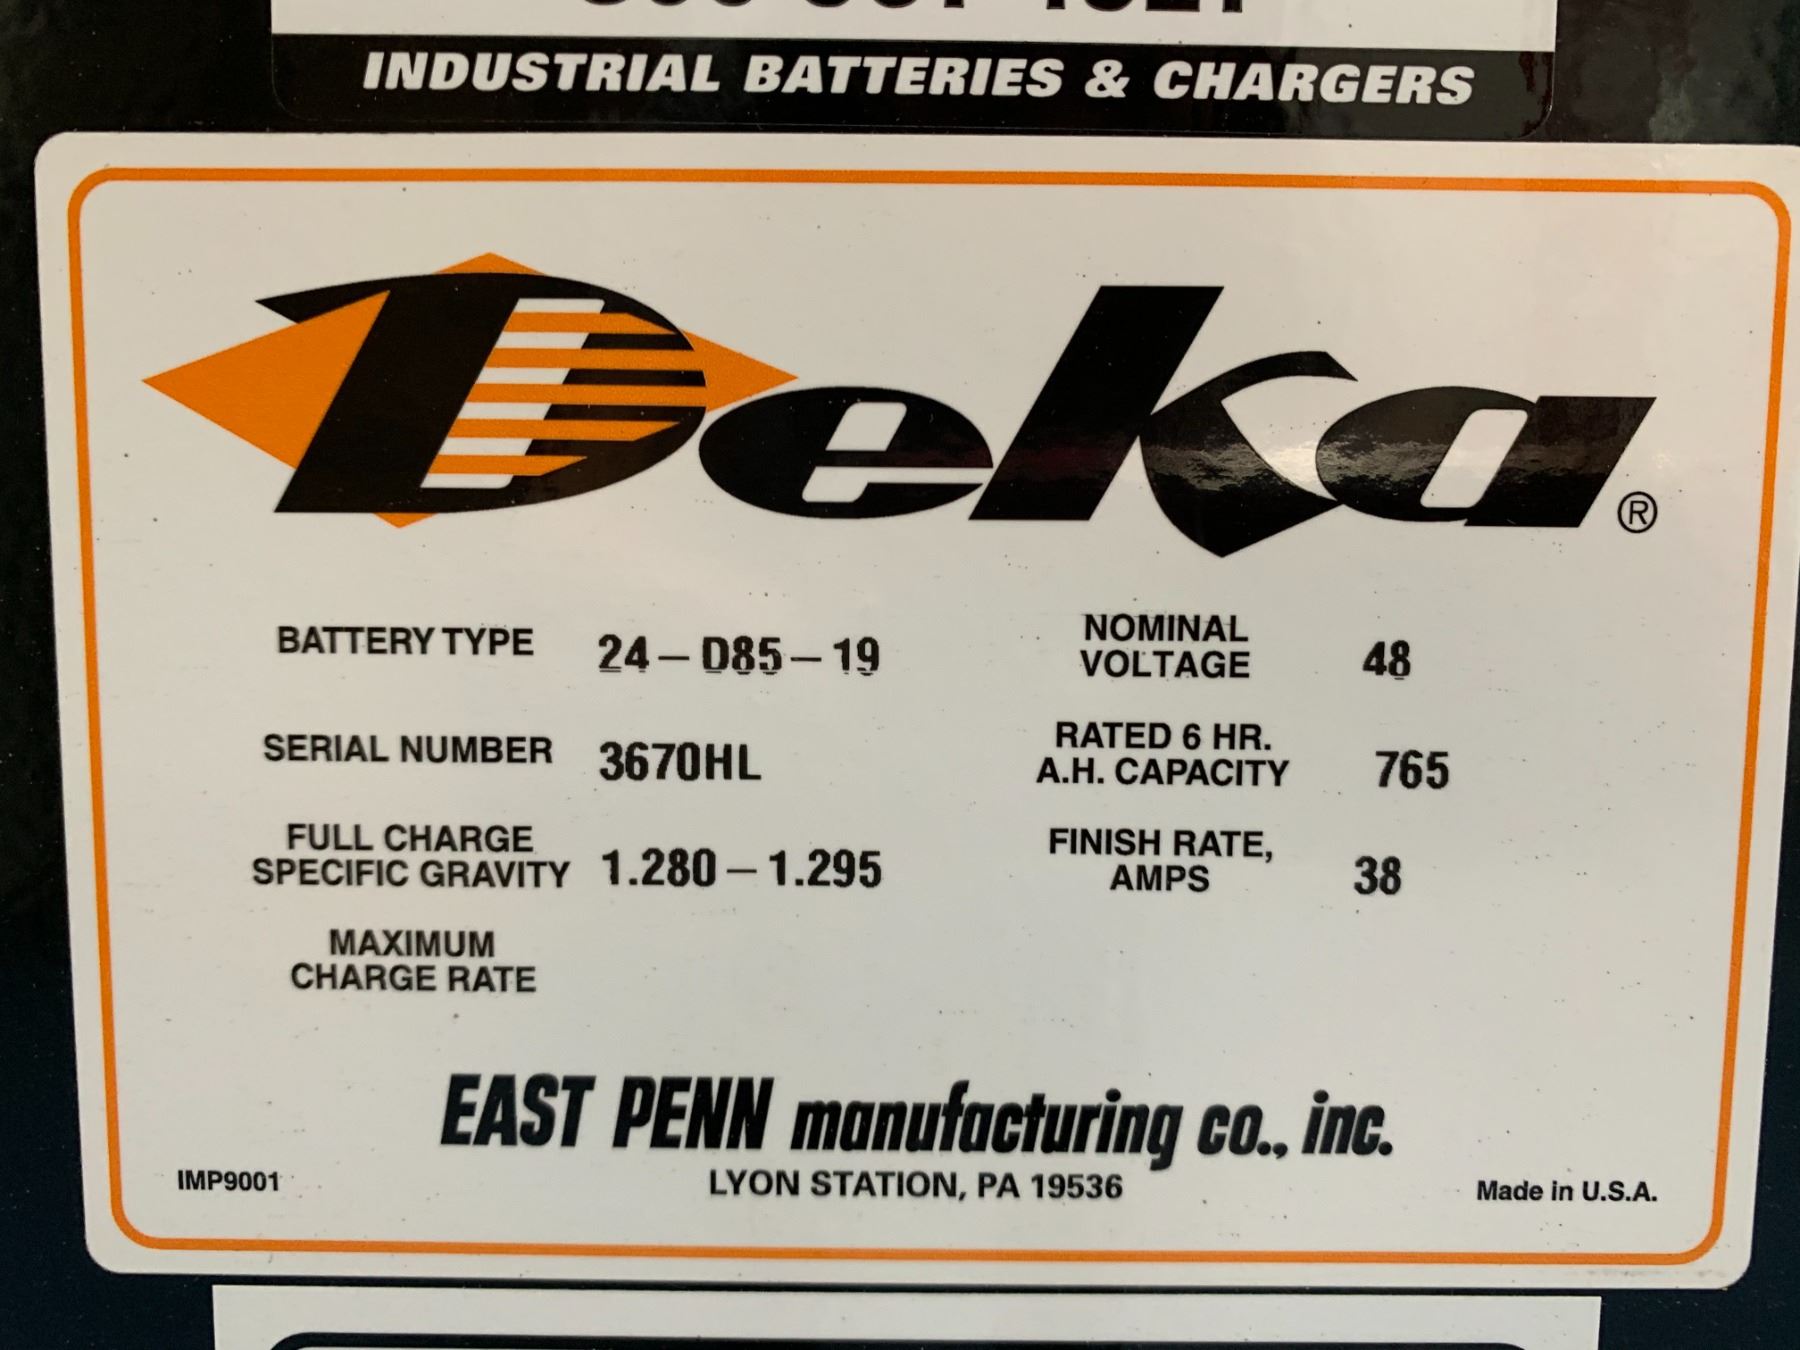 INDUSTRIAL BATTERIES & CHARGERS
Deka®
BATTERY TYPE 24-D85-19
NOMINAL VOLTAGE 48
SERIAL NUMBER 3670HL
RATED 6 HR. A.H. CAPACITY 765
FULL CHARGE SPECIFIC GRAVITY 1.280-1.295
FINISH RATE, AMPS 38
MAXIMUM CHARGE RATE
EAST PENN manufacturing co., inc.
LYON STATION, PA 19536
IMP9001
Made in U.S.A.